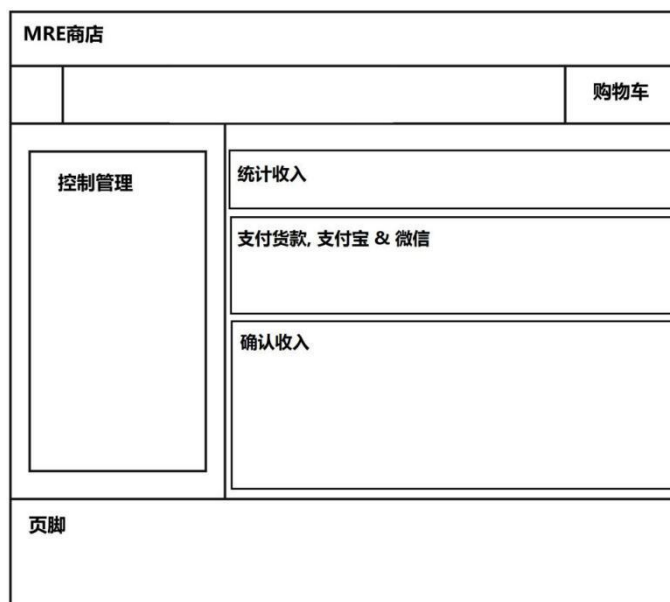 MRE商店
购物车
控制管理
统计收入
支付货款, 支付宝 & 微信
确认收入
页脚